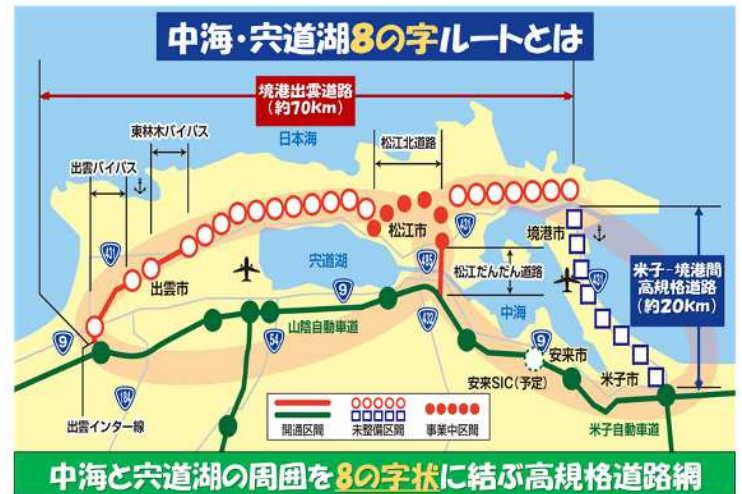 中海・宍道湖8の字ルートとは
境港出雲道路
(約70km)
東林木バイパス
日本海
松江北道路
出雲バイパス
431
松江市
431
境港市
宍道湖
485
松江だんだん道路
431
米子-境港間
高規格道路
(約20km)
出雲市
9
中海
9
山陰自動車道
432
9
54
安来市
安来SIC(予定)
米子市
184
出雲インター線
開通区間
未整備区間
事業中区間
米子自動車道
中海と宍道湖の周囲を8の字状に結ぶ高規格道路網